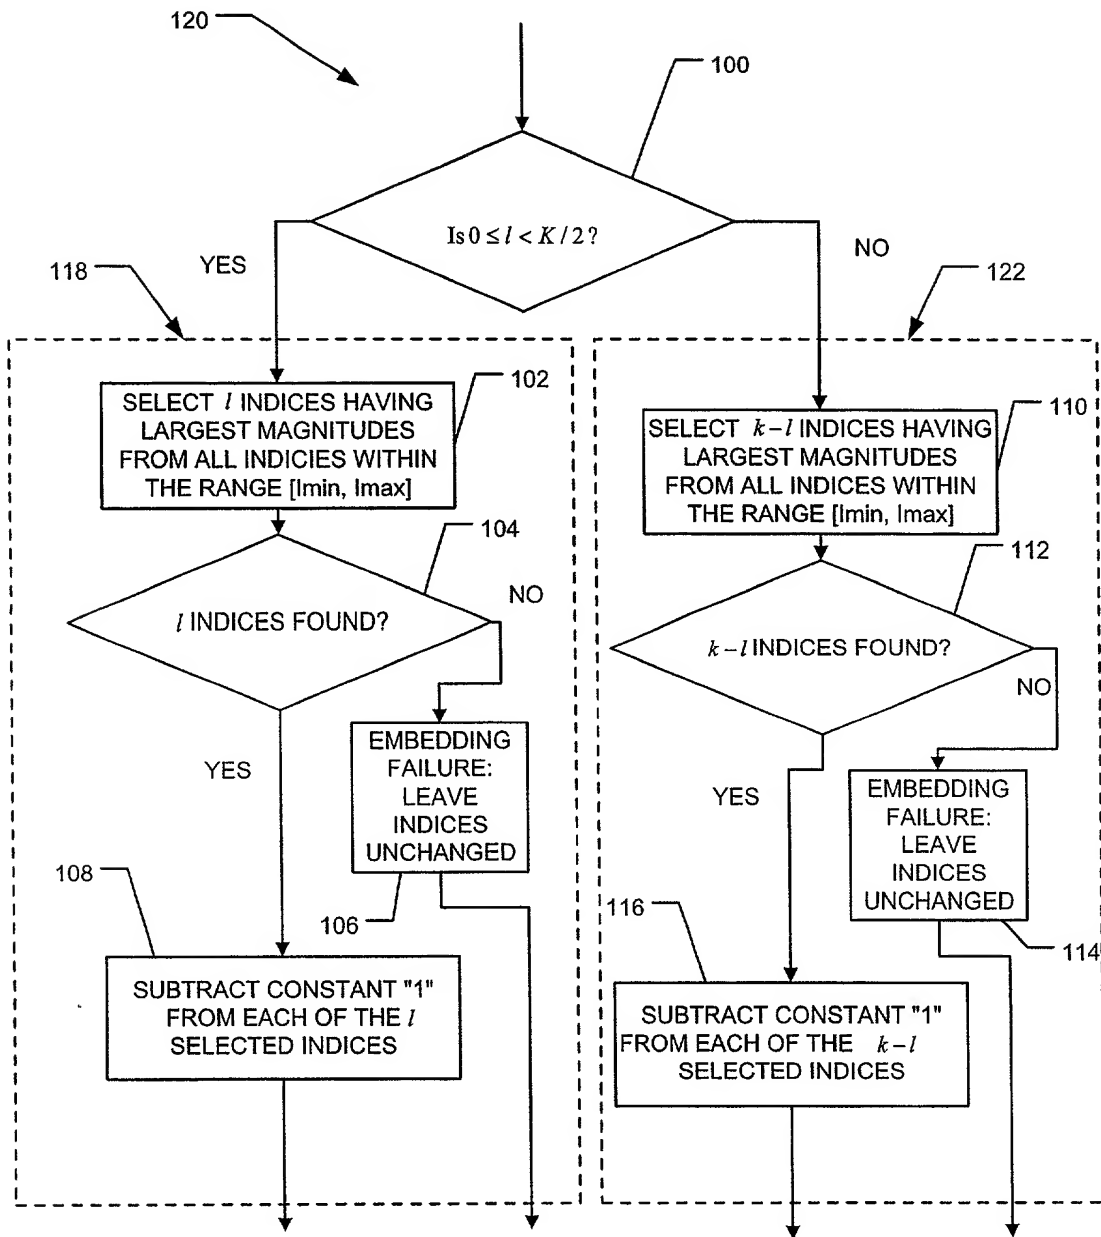 120
100
Is 0 ≤ l < K / 2 ?
YES
NO
118
122
102
SELECT l INDICES HAVING
LARGEST MAGNITUDES
FROM ALL INDICIES WITHIN
THE RANGE [Imin, Imax]
110
SELECT k – l INDICES HAVING
LARGEST MAGNITUDES
FROM ALL INDICES WITHIN
THE RANGE [Imin, Imax]
104
l INDICES FOUND?
NO
112
k – l INDICES FOUND?
NO
YES
EMBEDDING
FAILURE:
LEAVE
INDICES
UNCHANGED
106
YES
EMBEDDING
FAILURE:
LEAVE
INDICES
UNCHANGED
114
108
SUBTRACT CONSTANT "1"
FROM EACH OF THE l
SELECTED INDICES
116
SUBTRACT CONSTANT "1"
FROM EACH OF THE k – l
SELECTED INDICES